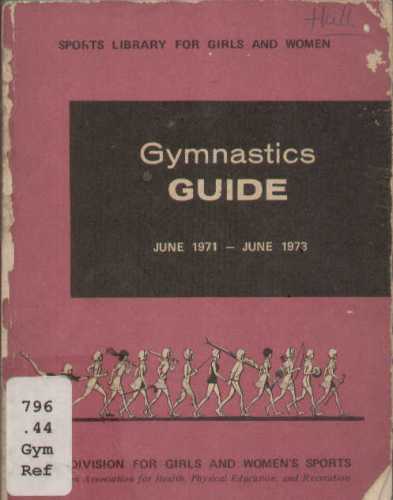 Hall
SPORTS LIBRARY FOR GIRLS AND WOMEN
Gymnastics
GUIDE
JUNE 1971 — JUNE 1973
796
.44
Gym
Ref
DIVISION FOR GIRLS AND WOMEN'S SPORTS
Association for Health, Physical Education, and Recreation